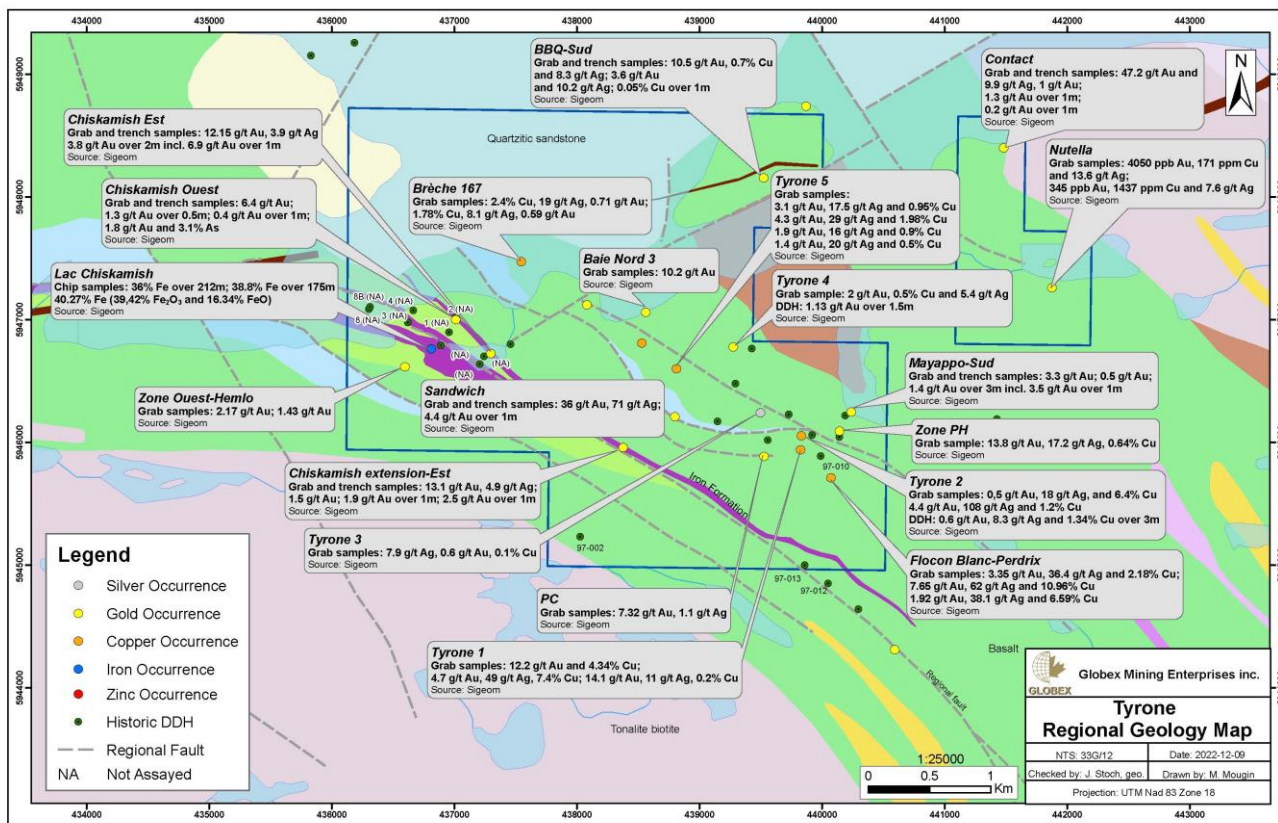 434000 435000 436000 437000 438000 439000 440000 441000 442000 443000
5949000
5948000
5947000
5946000
5945000
5944000
BBQ-Sud
Grab and trench samples: 10.5 g/t Au, 0.7% Cu
and 8.3 g/t Ag; 3.6 g/t Au
and 10.2 g/t Ag; 0.05% Cu over 1m
Source: Sigeom
Contact
Grab and trench samples: 47.2 g/t Au and
9.9 g/t Ag, 1 g/t Au;
1.3 g/t Au over 1m;
0.2 g/t Au over 1m
Source: Sigeom
N
Chiskamish Est
Grab and trench samples: 12.15 g/t Au, 3.9 g/t Ag
3.8 g/t Au over 2m incl. 6.9 g/t Au over 1m
Source: Sigeom
Quartzitic sandstone
Nutella
Grab samples: 4050 ppb Au, 171 ppm Cu
and 13.6 g/t Ag;
345 ppb Au, 1437 ppm Cu and 7.6 g/t Ag
Source: Sigeom
Chiskamish Ouest
Grab and trench samples: 6.4 g/t Au;
1.3 g/t Au over 0.5m; 0.4 g/t Au over 1m;
1.8 g/t Au and 3.1% As
Source: Sigeom
Brèche 167
Grab samples: 2.4% Cu, 19 g/t Ag, 0.71 g/t Au;
1.78% Cu, 8.1 g/t Ag, 0.59 g/t Au
Source: Sigeom
Tyrone 5
Grab samples:
3.1 g/t Au, 17.5 g/t Ag and 0.95% Cu
4.3 g/t Au, 29 g/t Ag and 1.98% Cu
1.9 g/t Au, 16 g/t Ag and 0.9% Cu
1.4 g/t Au, 20 g/t Ag and 0.5% Cu
Source: Sigeom
Baie Nord 3
Grab samples: 10.2 g/t Au
Source: Sigeom
Lac Chiskamish
Chip samples: 36% Fe over 212m; 38.8% Fe over 175m
40.27% Fe (39,42% Fe₂O₃ and 16.34% FeO)
Source: Sigeom
Tyrone 4
Grab sample: 2 g/t Au, 0.5% Cu and 5.4 g/t Ag
DDH: 1.13 g/t Au over 1.5m
Source: Sigeom
8B (NA)
4 (NA)
2 (NA)
3 (NA)
8 (NA)
1 (NA)
(NA)
(NA)
(NA)
Mayappo-Sud
Grab and trench samples: 3.3 g/t Au; 0.5 g/t Au;
1.4 g/t Au over 3m incl. 3.5 g/t Au over 1m
Source: Sigeom
Zone Ouest-Hemlo
Grab samples: 2.17 g/t Au; 1.43 g/t Au
Source: Sigeom
Sandwich
Grab and trench samples: 36 g/t Au, 71 g/t Ag;
4.4 g/t Au over 1m
Source: Sigeom
Zone PH
Grab sample: 13.8 g/t Au, 17.2 g/t Ag, 0.64% Cu
Source: Sigeom
97-010
Chiskamish extension-Est
Grab and trench samples: 13.1 g/t Au, 4.9 g/t Ag;
1.5 g/t Au; 1.9 g/t Au over 1m; 2.5 g/t Au over 1m
Source: Sigeom
Iron Formation
Tyrone 2
Grab samples: 0,5 g/t Au, 18 g/t Ag, and 6.4% Cu
4.4 g/t Au, 108 g/t Ag and 1.2% Cu
DDH: 0.6 g/t Au, 8.3 g/t Ag and 1.34% Cu over 3m
Source: Sigeom
Tyrone 3
Grab samples: 7.9 g/t Ag, 0.6 g/t Au, 0.1% Cu
Source: Sigeom
97-002
97-013
97-012
Flocon Blanc-Perdrix
Grab samples: 3.35 g/t Au, 36.4 g/t Ag and 2.18% Cu;
7.65 g/t Au, 62 g/t Ag and 10.96% Cu
1.92 g/t Au, 38.1 g/t Ag and 6.59% Cu
Source: Sigeom
PC
Grab samples: 7.32 g/t Au, 1.1 g/t Ag
Source: Sigeom
Tyrone 1
Grab samples: 12.2 g/t Au and 4.34% Cu;
4.7 g/t Au, 49 g/t Ag, 7.4% Cu; 14.1 g/t Au, 11 g/t Ag, 0.2% Cu
Source: Sigeom
Basalt
Regional fault
Tonalite biotite
Legend
Silver Occurrence
Gold Occurrence
Copper Occurrence
Iron Occurrence
Zinc Occurrence
Historic DDH
Regional Fault
NA Not Assayed
1:25000
0 0.5 1
Km
GLOBEX
Globex Mining Enterprises inc.
Tyrone
Regional Geology Map
NTS: 33G/12
Date: 2022-12-09
Checked by: J. Stoch, geo.
Drawn by: M. Mougin
Projection: UTM Nad 83 Zone 18
434000 435000 436000 437000 438000 439000 440000 441000 442000 443000